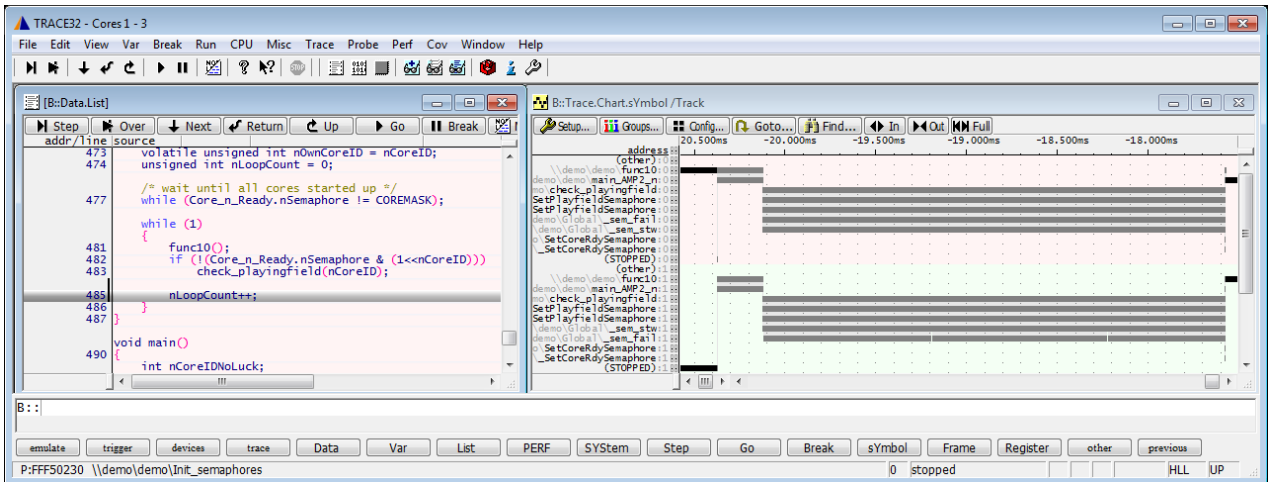 TRACE32 - Cores 1 - 3
File Edit View Var Break Run CPU Misc Trace Probe Perf Cov Window Help
[B::Data.List]
Step Over Next Return Up Go Break
addr/line source
473 volatile unsigned int nOwnCoreID = nCoreID;
474 unsigned int nLoopCount = 0;
/* wait until all cores started up */
477 while (Core_n_Ready.nSemaphore != COREMASK);
while (1)
{
481 func10();
482 if (!(Core_n_Ready.nSemaphore & (1<<nCoreID)))
483 check_playingfield(nCoreID);
485 nLoopCount++;
486 }
487 }
void main()
490 {
int nCoreIDNoLuck;
B::Trace.Chart.sYmbol /Track
Setup... Groups... Config... Goto... Find... In Out Full
address 20.500ms -20.000ms -19.500ms -19.000ms -18.500ms -18.000ms
(other):0
\\demo\demo\func10:0
demo\demo\main_AMP2_n:0
mo\check_playingfield:0
SetPlayfieldSemaphore:0
SetPlayfieldSemaphore:0
demo\Global\_sem_fail:0
\demo\Global\_sem_stw:0
o\SetCoreRdySemaphore:0
\_SetCoreRdySemaphore:0
(STOPPED):0
(other):1
\\demo\demo\func10:1
demo\demo\main_AMP2_n:1
mo\check_playingfield:1
SetPlayfieldSemaphore:1
SetPlayfieldSemaphore:1
\demo\Global\_sem_stw:1
demo\Global\_sem_fail:1
o\SetCoreRdySemaphore:1
\_SetCoreRdySemaphore:1
(STOPPED):1
B::
emulate trigger devices trace Data Var List PERF SYStem Step Go Break sYmbol Frame Register other previous
P:FFF50230 \\demo\demo\Init_semaphores 0 stopped HLL UP